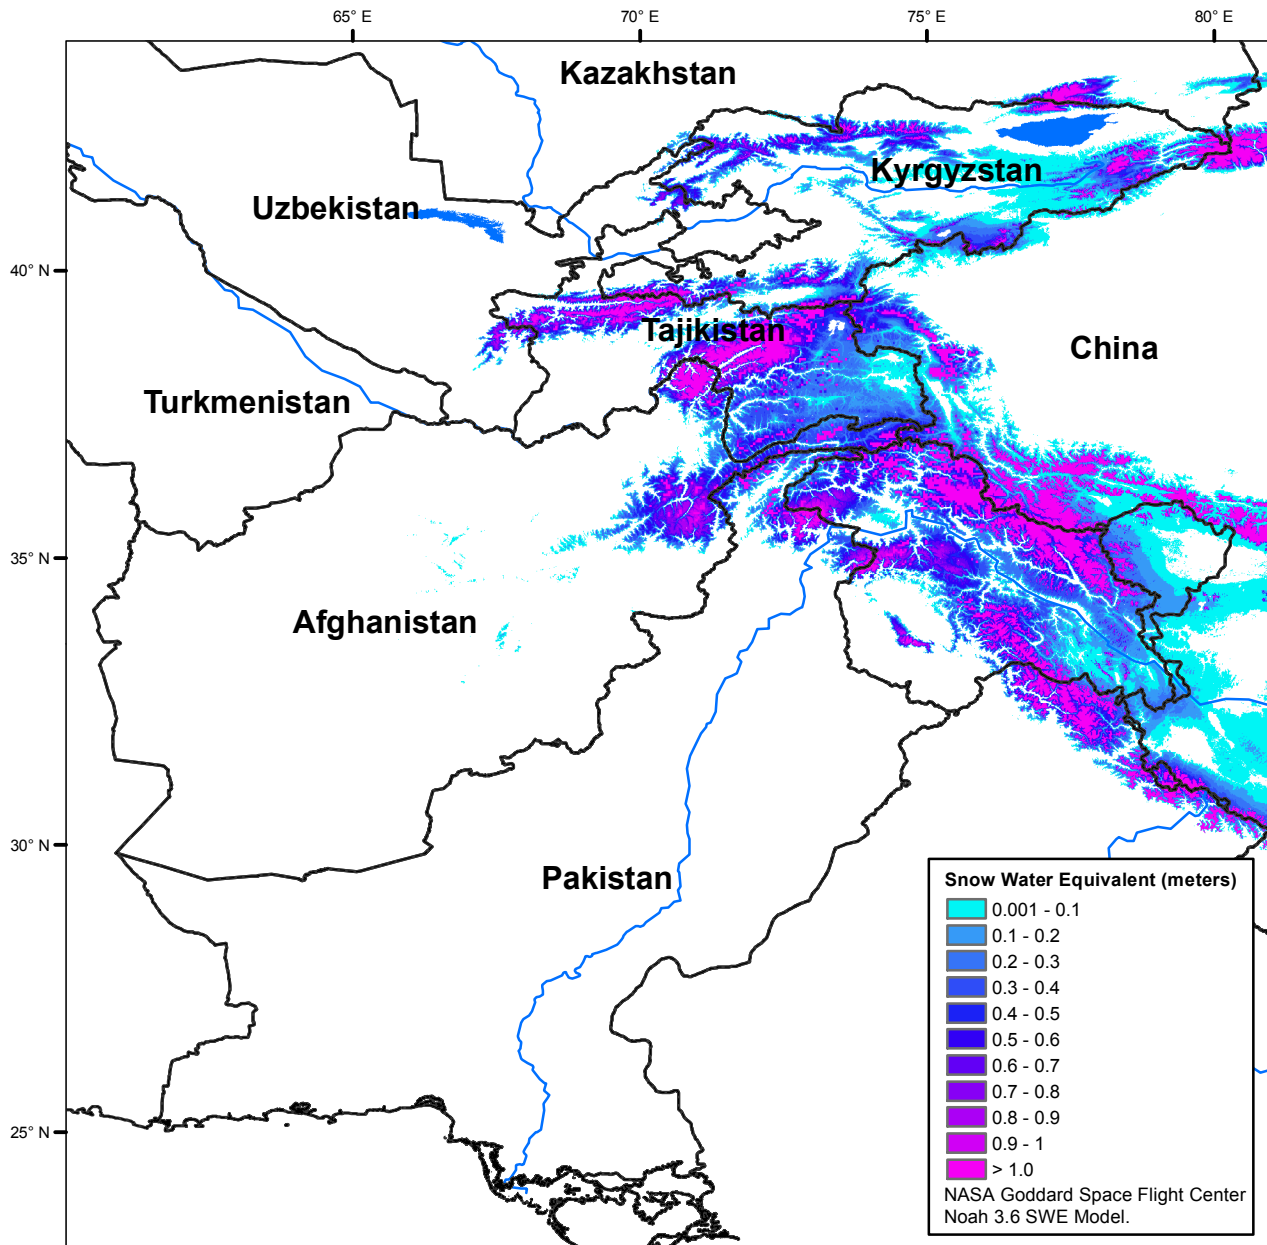 65° E
70° E
75° E
80° E
Kazakhstan
Kyrgyzstan
Uzbekistan
40° N
Tajikistan
China
Turkmenistan
35° N
Afghanistan
30° N
Pakistan
Snow Water Equivalent (meters)
0.001 - 0.1
0.1 - 0.2
0.2 - 0.3
0.3 - 0.4
0.4 - 0.5
0.5 - 0.6
0.6 - 0.7
0.7 - 0.8
0.8 - 0.9
0.9 - 1
> 1.0
NASA Goddard Space Flight Center
Noah 3.6 SWE Model.
25° N